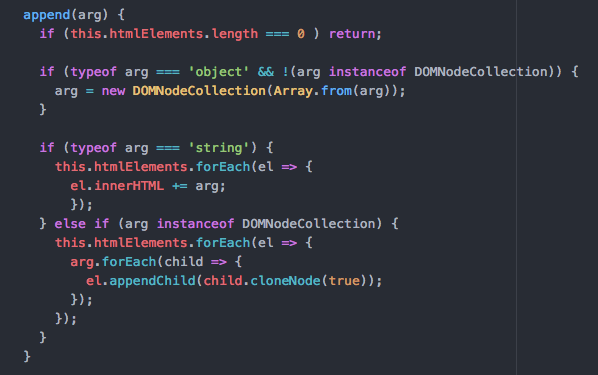 append(arg) {
  if (this.htmlElements.length === 0 ) return;

  if (typeof arg === 'object' && !(arg instanceof DOMNodeCollection)) {
    arg = new DOMNodeCollection(Array.from(arg));
  }

  if (typeof arg === 'string') {
    this.htmlElements.forEach(el => {
      el.innerHTML += arg;
      });
  } else if (arg instanceof DOMNodeCollection) {
    this.htmlElements.forEach(el => {
      arg.forEach(child => {
        el.appendChild(child.cloneNode(true));
      });
    });
  }
}